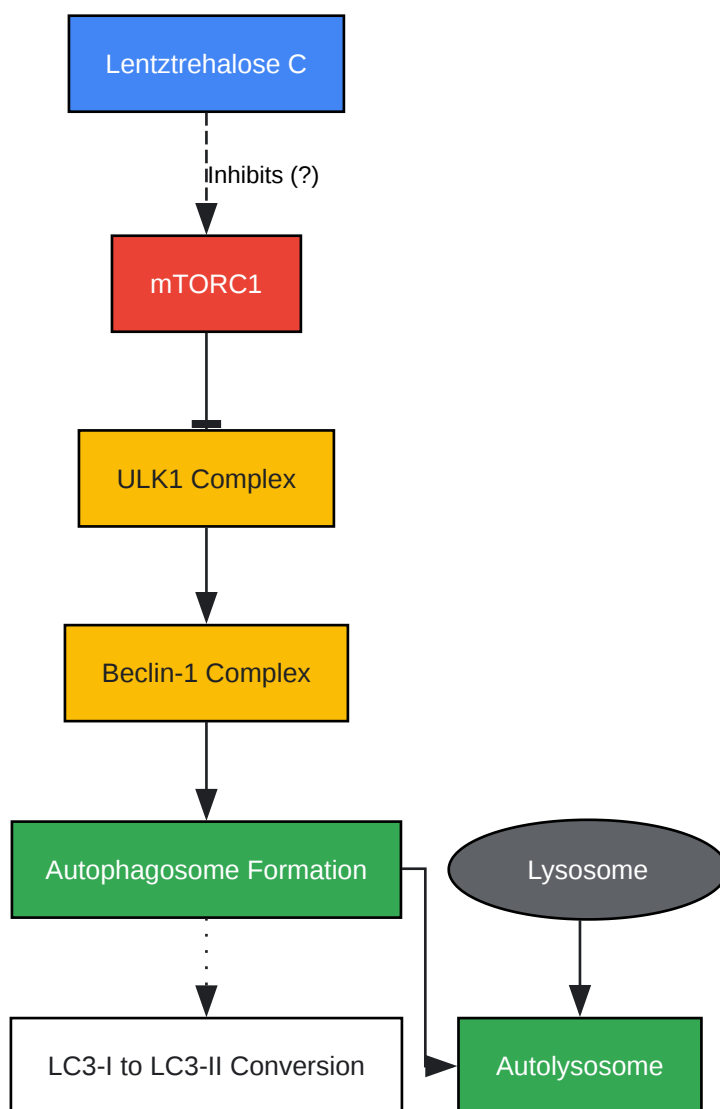 Lentztrehalose C
Inhibits (?)
mTORC1
ULK1 Complex
Beclin-1 Complex
Autophagosome Formation
Lysosome
LC3-I to LC3-II Conversion
Autolysosome